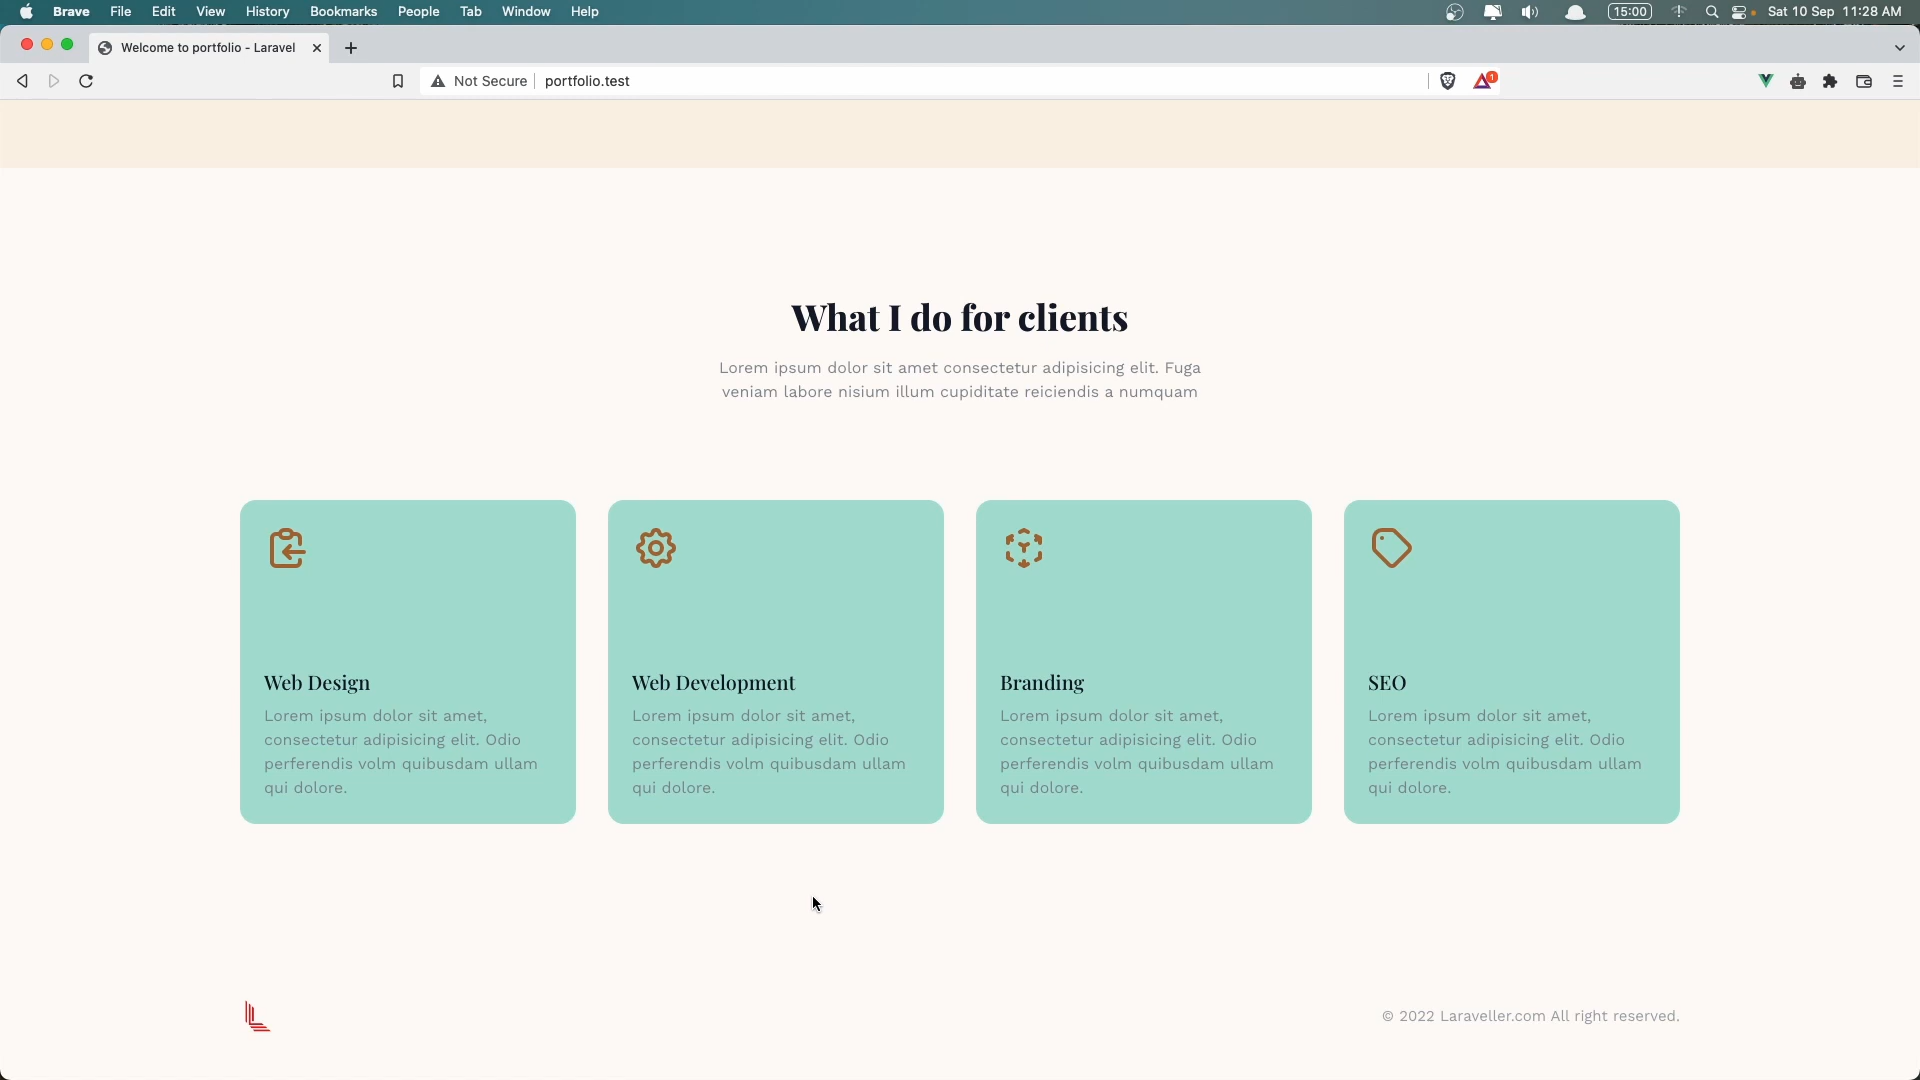 Brave File Edit View History Bookmarks People Tab Window Help 15:00 Sat 10 Sep 11:28 AM
Welcome to portfolio - Laravel
Not Secure portfolio.test 1
What I do for clients
Lorem ipsum dolor sit amet consectetur adipisicing elit. Fuga
veniam labore nisium illum cupiditate reiciendis a numquam
Web Design
Lorem ipsum dolor sit amet,
consectetur adipisicing elit. Odio
perferendis volm quibusdam ullam
qui dolore.
Web Development
Lorem ipsum dolor sit amet,
consectetur adipisicing elit. Odio
perferendis volm quibusdam ullam
qui dolore.
Branding
Lorem ipsum dolor sit amet,
consectetur adipisicing elit. Odio
perferendis volm quibusdam ullam
qui dolore.
SEO
Lorem ipsum dolor sit amet,
consectetur adipisicing elit. Odio
perferendis volm quibusdam ullam
qui dolore.
© 2022 Laraveller.com All right reserved.